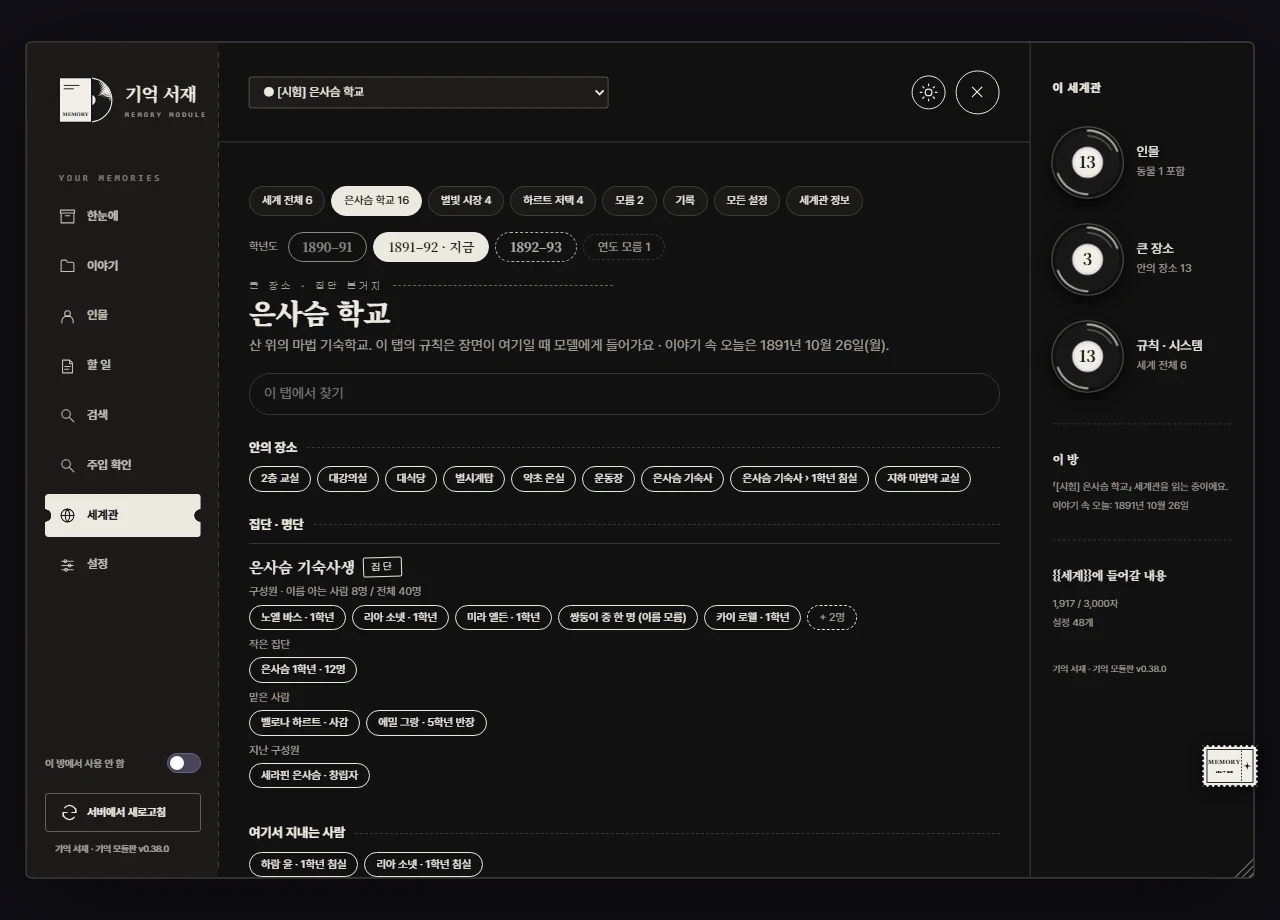 MEMORY
기억 서재
MEMORY MODULE
YOUR MEMORIES
한눈에
이야기
인물
할 일
검색
주입 확인
세계관
설정
이 방에서 사용 안 함
서버에서 새로고침
기억 서재 · 기억 모듈판 v0.38.0
[시험] 은사슴 학교
세계 전체 6
은사슴 학교 16
별빛 시장 4
하르트 저택 4
모름 2
기록
모든 설정
세계관 정보
학년도
1890–91
1891–92 · 지금
1892–93
연도 모름 1
큰 장소 · 집단 본거지
은사슴 학교
산 위의 마법 기숙학교. 이 탭의 규칙은 장면이 여기일 때 모델에게 들어가요 · 이야기 속 오늘은 1891년 10월 26일(월).
이 탭에서 찾기
안의 장소
2층 교실
대강의실
대식당
별시계탑
약초 온실
운동장
은사슴 기숙사
은사슴 기숙사 › 1학년 침실
지하 마법약 교실
집단 · 명단
은사슴 기숙사생
집단
구성원 · 이름 아는 사람 8명 / 전체 40명
노엘 바스 · 1학년
리아 소넷 · 1학년
미라 엘든 · 1학년
쌍둥이 중 한 명 (이름 모름)
카이 로웰 · 1학년
+ 2명
작은 집단
은사슴 1학년 · 12명
맡은 사람
벨로나 하르트 · 사감
에밀 그랑 · 5학년 반장
지난 구성원
세라핀 은사슴 · 창립자
여기서 지내는 사람
하람 윤 · 1학년 침실
리아 소넷 · 1학년 침실
이 세계관
13
인물
동물 1 포함
3
큰 장소
안의 장소 13
13
규칙 · 시스템
세계 전체 6
이 방
「[시험] 은사슴 학교」 세계관을 읽는 중이에요.
이야기 속 오늘: 1891년 10월 26일
{{세계}}에 들어갈 내용
1,917 / 3,000자
설정 48개
기억 서재 · 기억 모듈판 v0.38.0
MEMORY